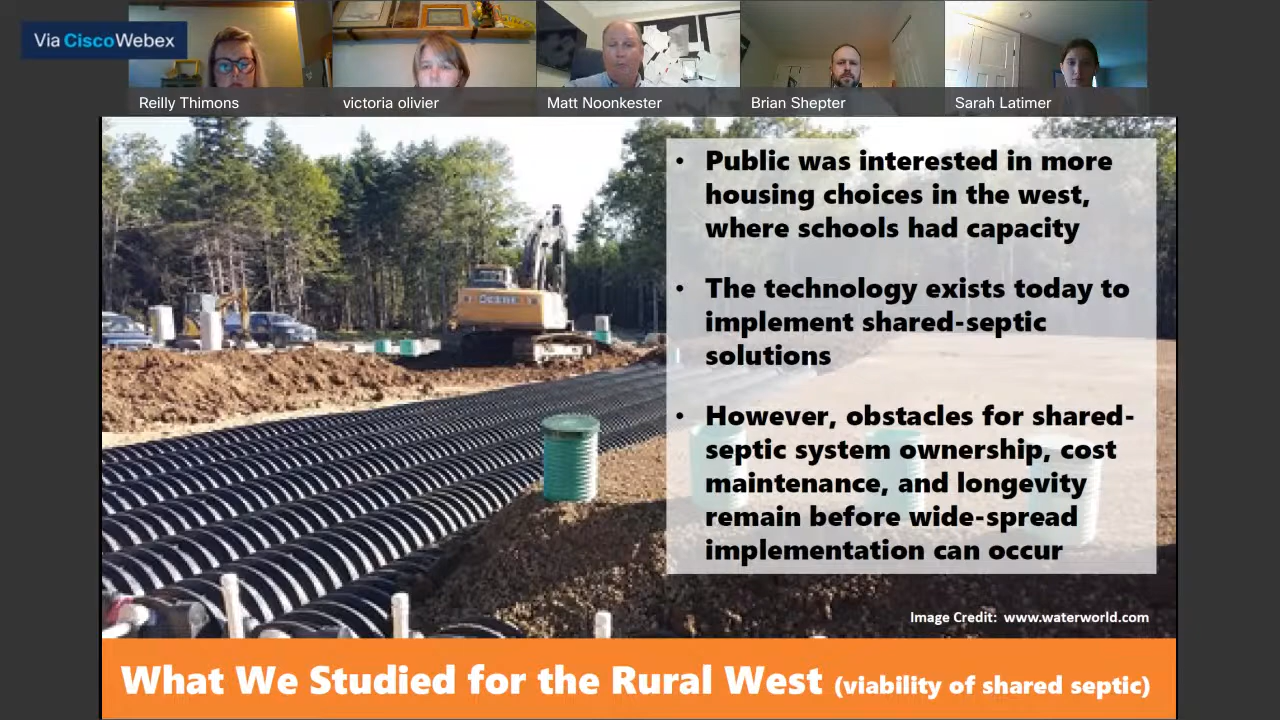 Via Cisco Webex
Reilly Thimons
victoria olivier
Matt Noonkester
Brian Shepter
Sarah Latimer
• Public was interested in more
housing choices in the west,
where schools had capacity
• The technology exists today to
implement shared-septic
solutions
• However, obstacles for shared-
septic system ownership, cost
maintenance, and longevity
remain before wide-spread
implementation can occur
DEERE
Image Credit: www.waterworld.com
What We Studied for the Rural West (viability of shared septic)